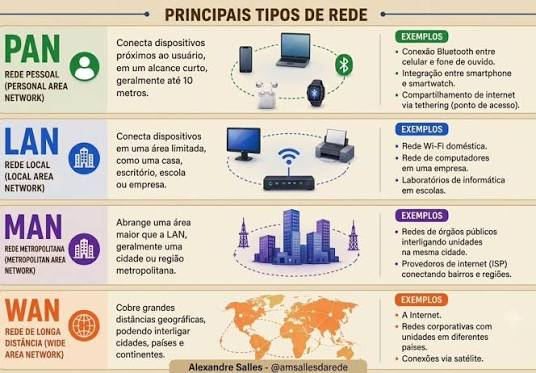 PRINCIPAIS TIPOS DE REDE
PAN
REDE PESSOAL
(PERSONAL AREA
NETWORK)
Conecta dispositivos
próximos ao usuário,
em um alcance curto,
geralmente até 10
metros.
EXEMPLOS
• Conexão Bluetooth entre
celular e fone de ouvido.
• Integração entre smartphone
e smartwatch.
• Compartilhamento de internet
via tethering (ponto de acesso).
LAN
REDE LOCAL
(LOCAL AREA
NETWORK)
Conecta dispositivos
em uma área limitada,
como uma casa,
escritório, escola
ou empresa.
EXEMPLOS
• Rede Wi-Fi doméstica.
• Rede de computadores
em uma empresa.
• Laboratórios de informática
em escolas.
MAN
REDE METROPOLITANA
(METROPOLITAN AREA
NETWORK)
Abrange uma área
maior que a LAN,
geralmente uma
cidade ou região
metropolitana.
EXEMPLOS
• Redes de órgãos públicos
interligando unidades
na mesma cidade.
• Provedores de internet (ISP)
conectando bairros e regiões.
WAN
REDE DE LONGA
DISTÂNCIA (WIDE
AREA NETWORK)
Cobre grandes
distâncias geográficas,
podendo interligar
cidades, países e
continentes.
EXEMPLOS
• A Internet.
• Redes corporativas com
unidades em diferentes
países.
• Conexões via satélite.
Alexandre Salles - @amsallesdarede